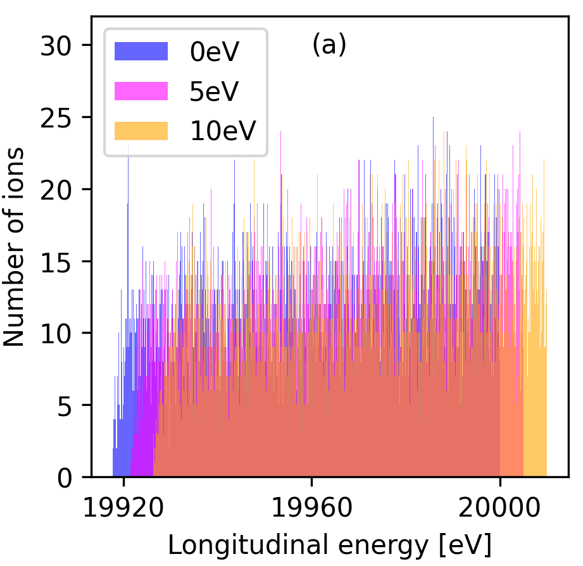 (a)
0eV
5eV
10eV
30
25
20
15
10
5
0
Number of ions
19920 19960 20000
Longitudinal energy [eV]